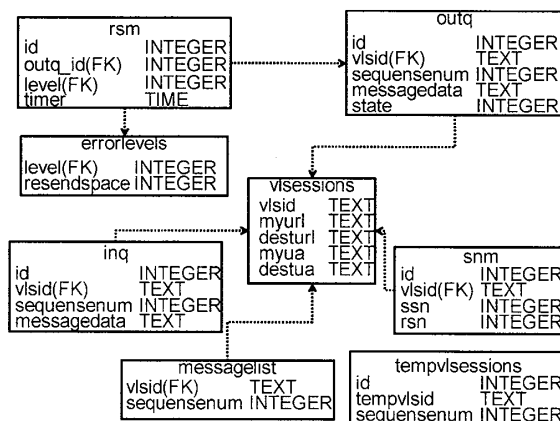 rsm
id INTEGER
outq_id(FK) INTEGER
level(FK) INTEGER
timer TIME
outq
id INTEGER
vlsid(FK) TEXT
sequensenum INTEGER
messagedata TEXT
state INTEGER
errorlevels
level(FK) INTEGER
resendspace INTEGER
vlsessions
vlsid TEXT
myurl TEXT
desturl TEXT
myua TEXT
destua TEXT
inq
id INTEGER
vlsid(FK) TEXT
sequensenum INTEGER
messagedata TEXT
snm
id INTEGER
vlsid(FK) TEXT
ssn INTEGER
rsn INTEGER
messagelist
vlsid(FK) TEXT
sequensenum INTEGER
tempvlsessions
id INTEGER
tempvlsid TEXT
sequensenum INTEGER